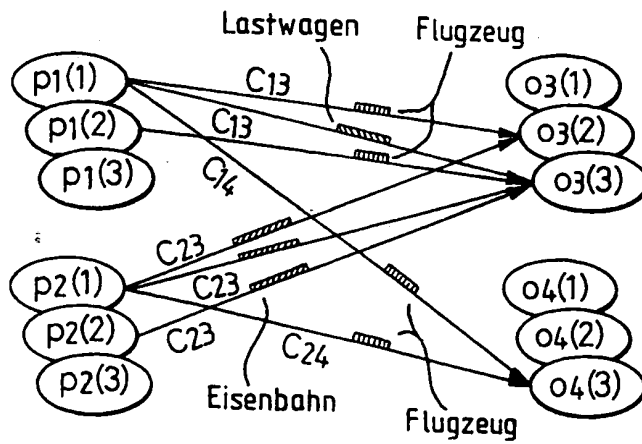 Lastwagen
Flugzeug
p1(1)
C13
o3(1)
p1(2)
C13
o3(2)
p1(3)
C14
o3(3)
C23
p2(1)
C23
o4(1)
p2(2)
C23
C24
o4(2)
p2(3)
Eisenbahn
o4(3)
Flugzeug